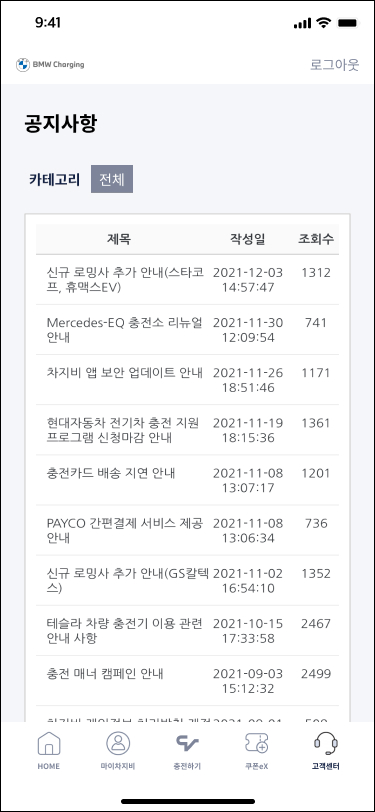 9:41
BMW Charging
로그아웃
공지사항
카테고리 전체
제목 작성일 조회수
신규 로밍사 추가 안내(스타코 2021-12-03 1312
프, 휴맥스EV) 14:57:47
Mercedes-EQ 충전소 리뉴얼 2021-11-30 741
안내 12:09:54
차지비 앱 보안 업데이트 안내 2021-11-26 1171
18:51:46
현대자동차 전기차 충전 지원 2021-11-19 1361
프로그램 신청마감 안내 18:15:36
충전카드 배송 지연 안내 2021-11-08 1201
13:07:17
PAYCO 간편결제 서비스 제공 2021-11-08 736
안내 13:06:34
신규 로밍사 추가 안내(GS칼텍 2021-11-02 1352
스) 16:54:10
테슬라 차량 충전기 이용 관련 2021-10-15 2467
안내 사항 17:33:58
충전 매너 캠페인 안내 2021-09-03 2499
15:12:32
HOME 마이차지비 충전하기 쿠폰eX 고객센터